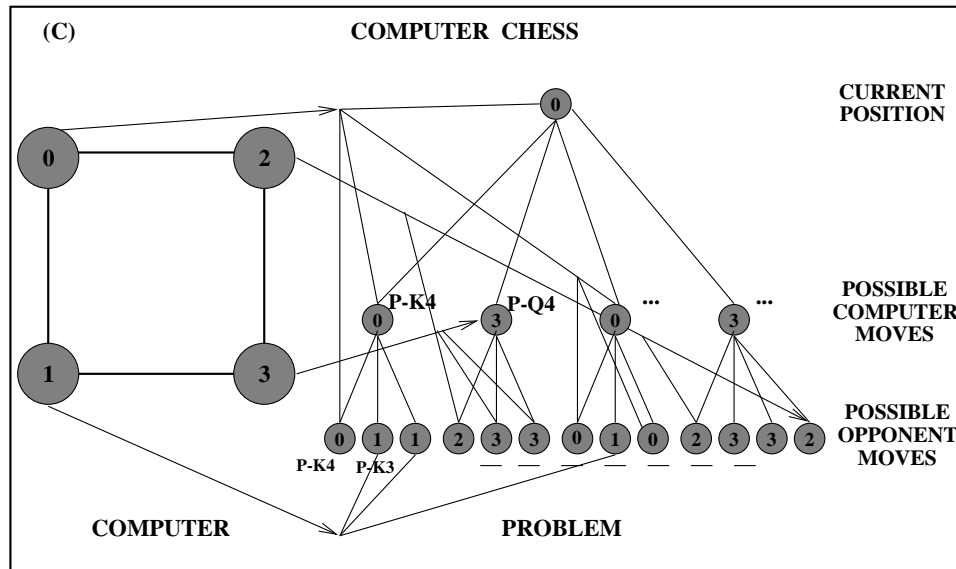 (C) COMPUTER CHESS
CURRENT
POSITION
0
0 2
P-K4 P-Q4 ... ...
POSSIBLE
COMPUTER
MOVES
0 3 0 3
1 3
POSSIBLE
OPPONENT
MOVES
0 1 1 2 3 3 0 1 0 2 3 3 2
P-K4 P-K3
COMPUTER PROBLEM